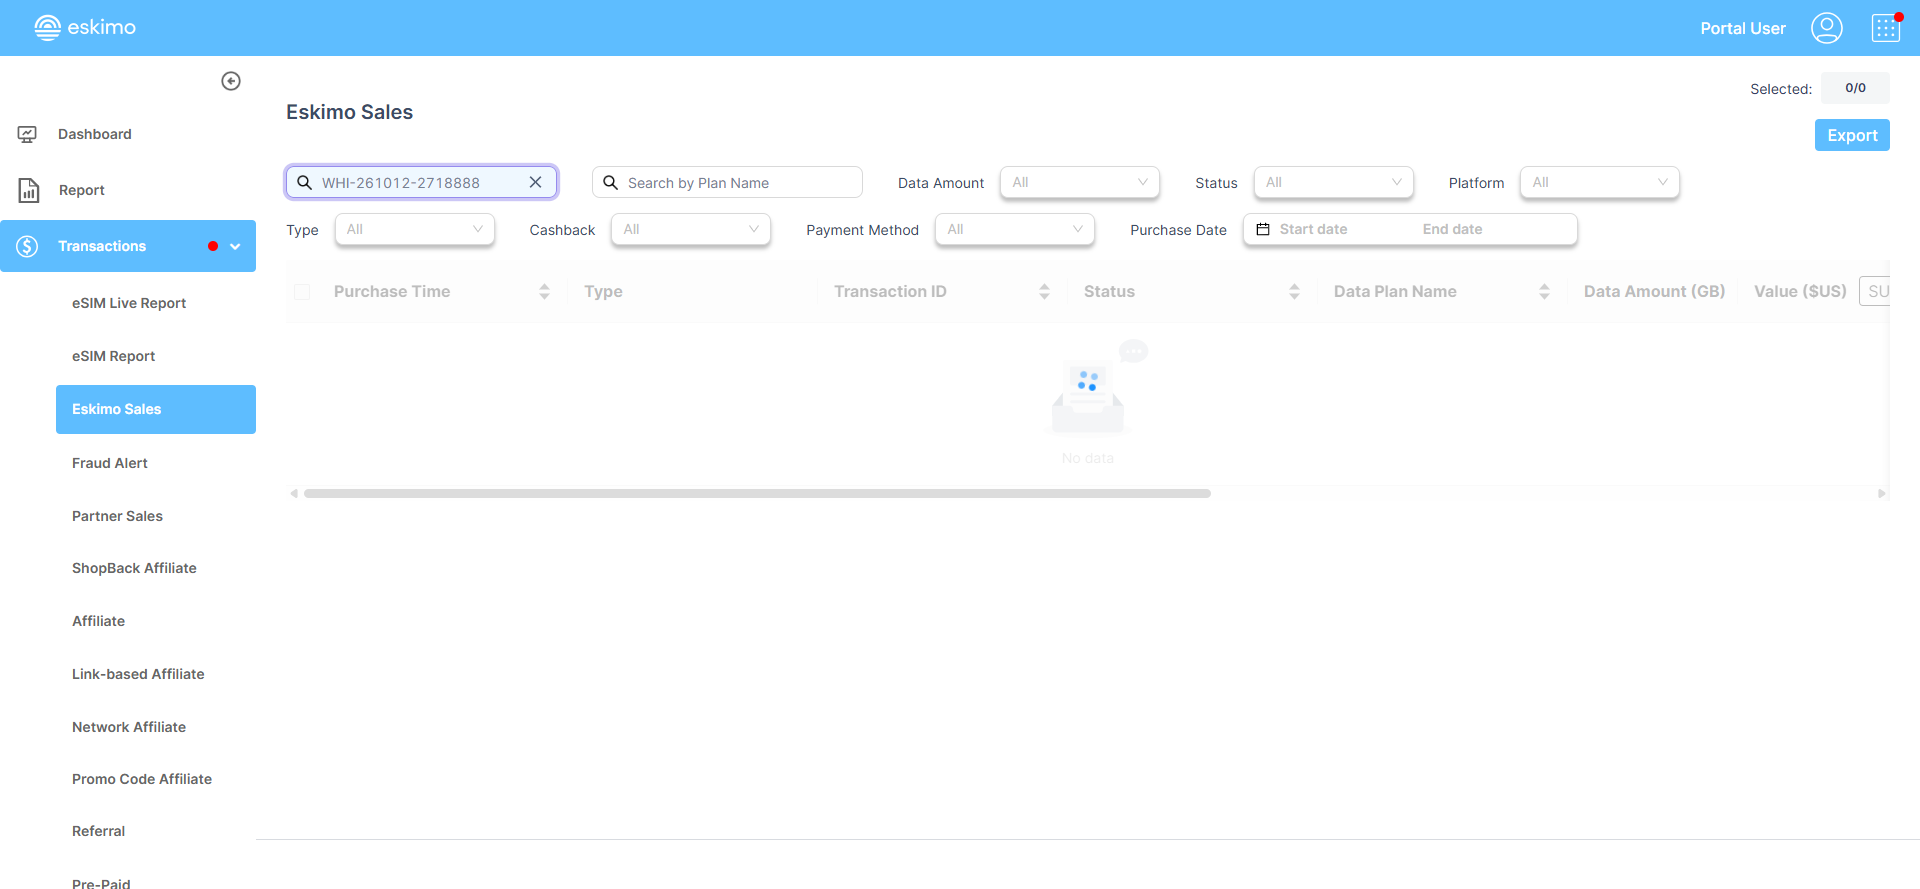 eskimo
Portal User
Selected: 0/0
Eskimo Sales
Export
Dashboard
Report
Transactions
eSIM Live Report
eSIM Report
Eskimo Sales
Fraud Alert
Partner Sales
ShopBack Affiliate
Affiliate
Link-based Affiliate
Network Affiliate
Promo Code Affiliate
Referral
Pre-Paid
WHI-261012-2718888
Search by Plan Name
Data Amount All
Status All
Platform All
Type All
Cashback All
Payment Method All
Purchase Date Start date End date
Purchase Time Type Transaction ID Status Data Plan Name Data Amount (GB) Value ($US) SU
No data